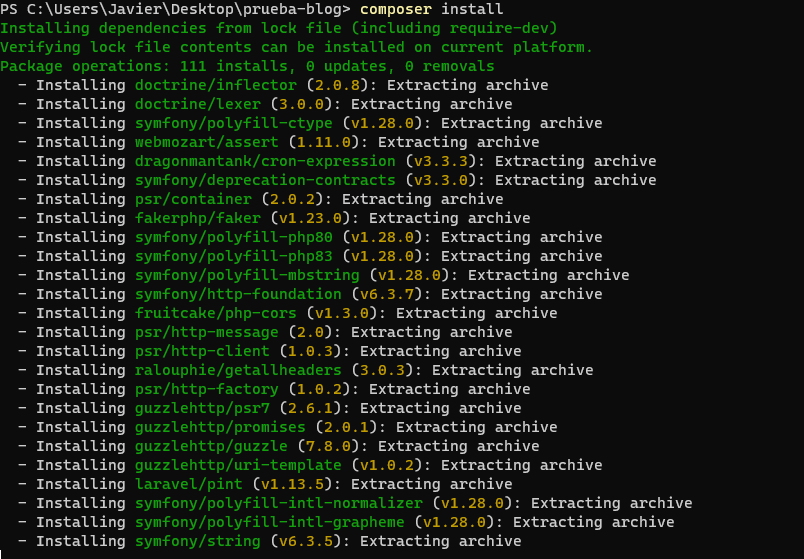 PS C:\Users\Javier\Desktop\prueba-blog> composer install
Installing dependencies from lock file (including require-dev)
Verifying lock file contents can be installed on current platform.
Package operations: 111 installs, 0 updates, 0 removals
  - Installing doctrine/inflector (2.0.8): Extracting archive
  - Installing doctrine/lexer (3.0.0): Extracting archive
  - Installing symfony/polyfill-ctype (v1.28.0): Extracting archive
  - Installing webmozart/assert (1.11.0): Extracting archive
  - Installing dragonmantank/cron-expression (v3.3.3): Extracting archive
  - Installing symfony/deprecation-contracts (v3.3.0): Extracting archive
  - Installing psr/container (2.0.2): Extracting archive
  - Installing fakerphp/faker (v1.23.0): Extracting archive
  - Installing symfony/polyfill-php80 (v1.28.0): Extracting archive
  - Installing symfony/polyfill-php83 (v1.28.0): Extracting archive
  - Installing symfony/polyfill-mbstring (v1.28.0): Extracting archive
  - Installing symfony/http-foundation (v6.3.7): Extracting archive
  - Installing fruitcake/php-cors (v1.3.0): Extracting archive
  - Installing psr/http-message (2.0): Extracting archive
  - Installing psr/http-client (1.0.3): Extracting archive
  - Installing ralouphie/getallheaders (3.0.3): Extracting archive
  - Installing psr/http-factory (1.0.2): Extracting archive
  - Installing guzzlehttp/psr7 (2.6.1): Extracting archive
  - Installing guzzlehttp/promises (2.0.1): Extracting archive
  - Installing guzzlehttp/guzzle (7.8.0): Extracting archive
  - Installing guzzlehttp/uri-template (v1.0.2): Extracting archive
  - Installing laravel/pint (v1.13.5): Extracting archive
  - Installing symfony/polyfill-intl-normalizer (v1.28.0): Extracting archive
  - Installing symfony/polyfill-intl-grapheme (v1.28.0): Extracting archive
  - Installing symfony/string (v6.3.5): Extracting archive